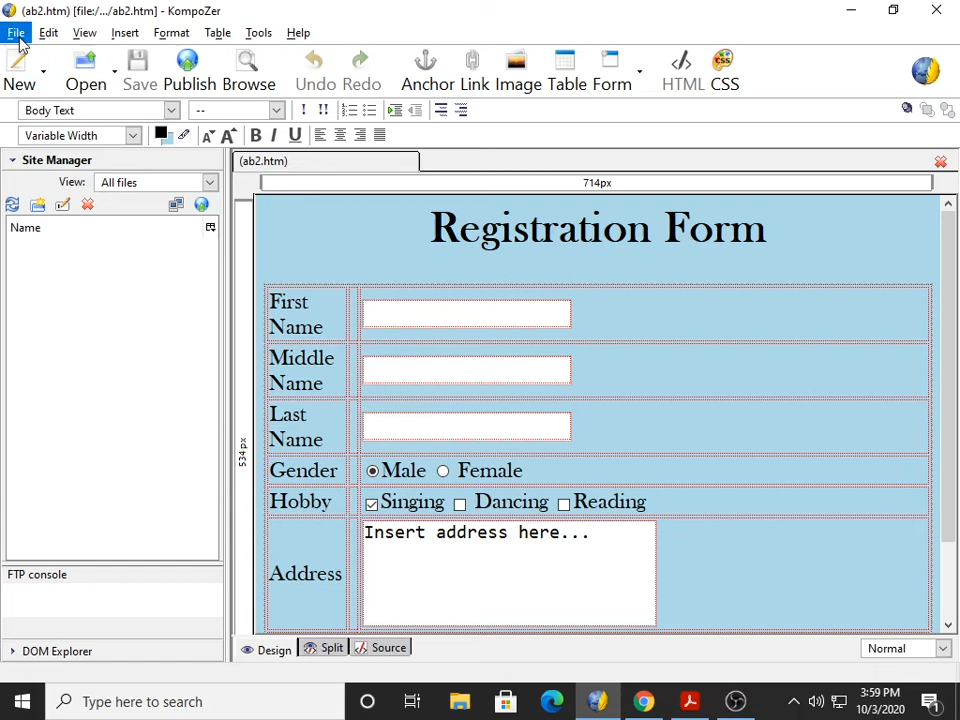 (ab2.htm) [file:/.../ab2.htm] - KompoZer
File Edit View Insert Format Table Tools Help
New Open Save Publish Browse Undo Redo Anchor Link Image Table Form HTML CSS
Body Text --
Variable Width B I U
Site Manager
(ab2.htm)
View: All files
714px
Name
Registration Form
First
Name
Middle
Name
Last
Name
534 px
Gender Male Female
Hobby Singing Dancing Reading
Insert address here...
Address
FTP console
DOM Explorer
Design Split Source Normal
Type here to search
3:59 PM
10/3/2020
1